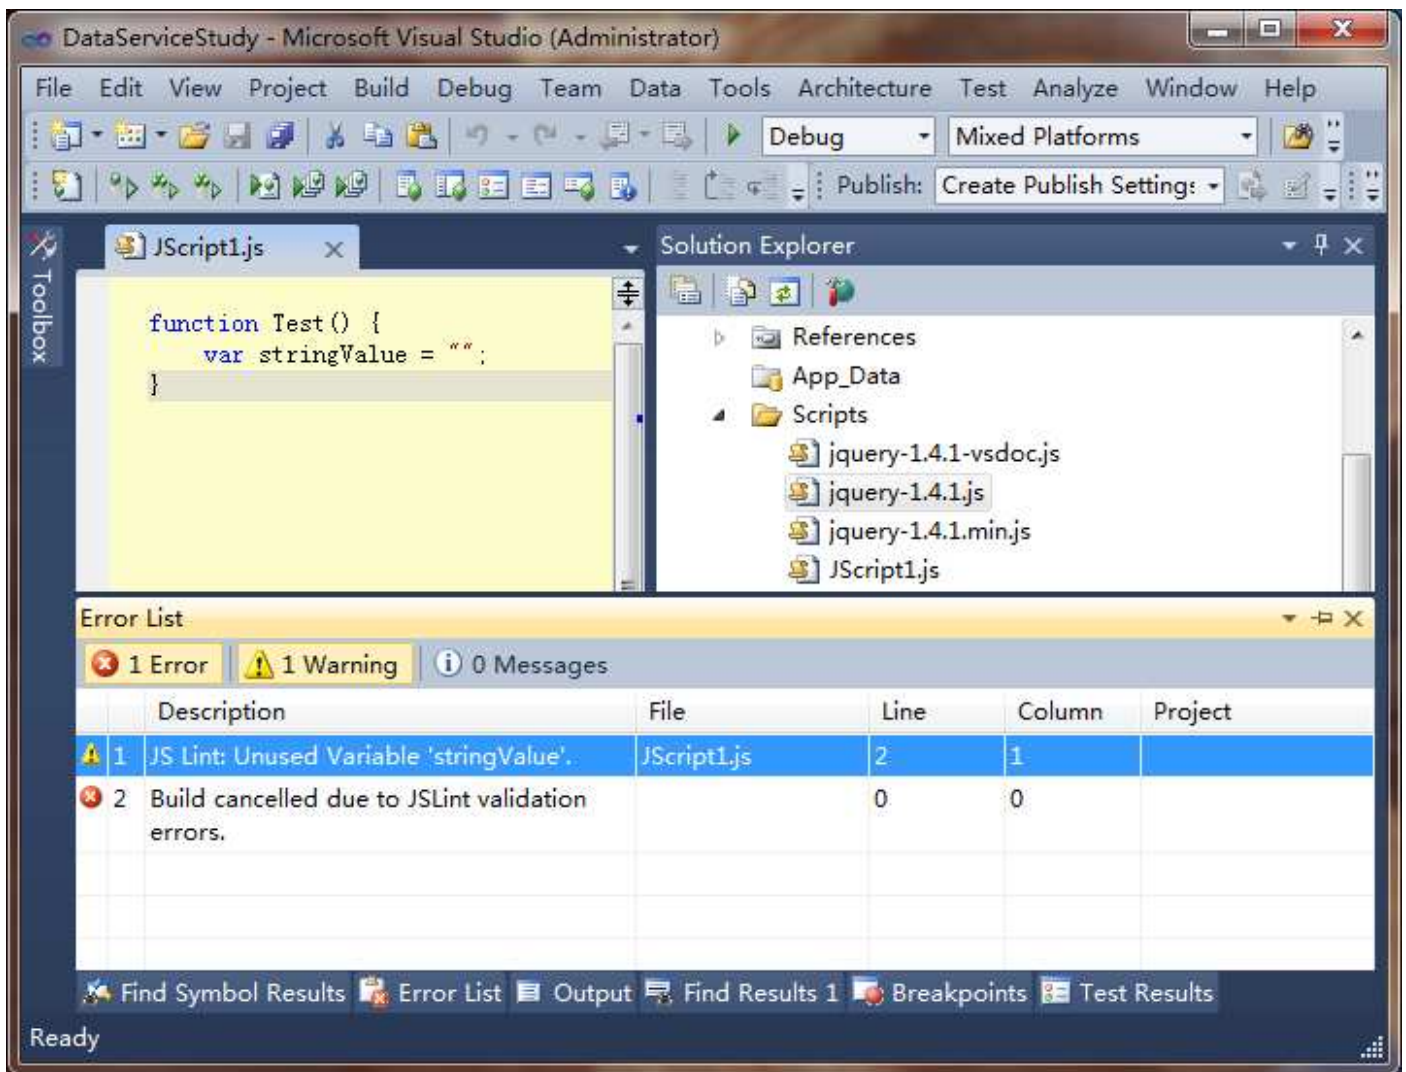 DataServiceStudy - Microsoft Visual Studio (Administrator)
File Edit View Project Build Debug Team Data Tools Architecture Test Analyze Window Help
Debug Mixed Platforms
Publish: Create Publish Settings
Toolbox
JScript1.js
function Test() {
var stringValue = "";
}
Solution Explorer
References
App_Data
Scripts
jquery-1.4.1-vsdoc.js
jquery-1.4.1.js
jquery-1.4.1.min.js
JScript1.js
Error List
1 Error 1 Warning 0 Messages
Description File Line Column Project
1 JS Lint: Unused Variable 'stringValue'. JScript1.js 2 1
2 Build cancelled due to JSLint validation 0 0
errors.
Find Symbol Results Error List Output Find Results 1 Breakpoints Test Results
Ready